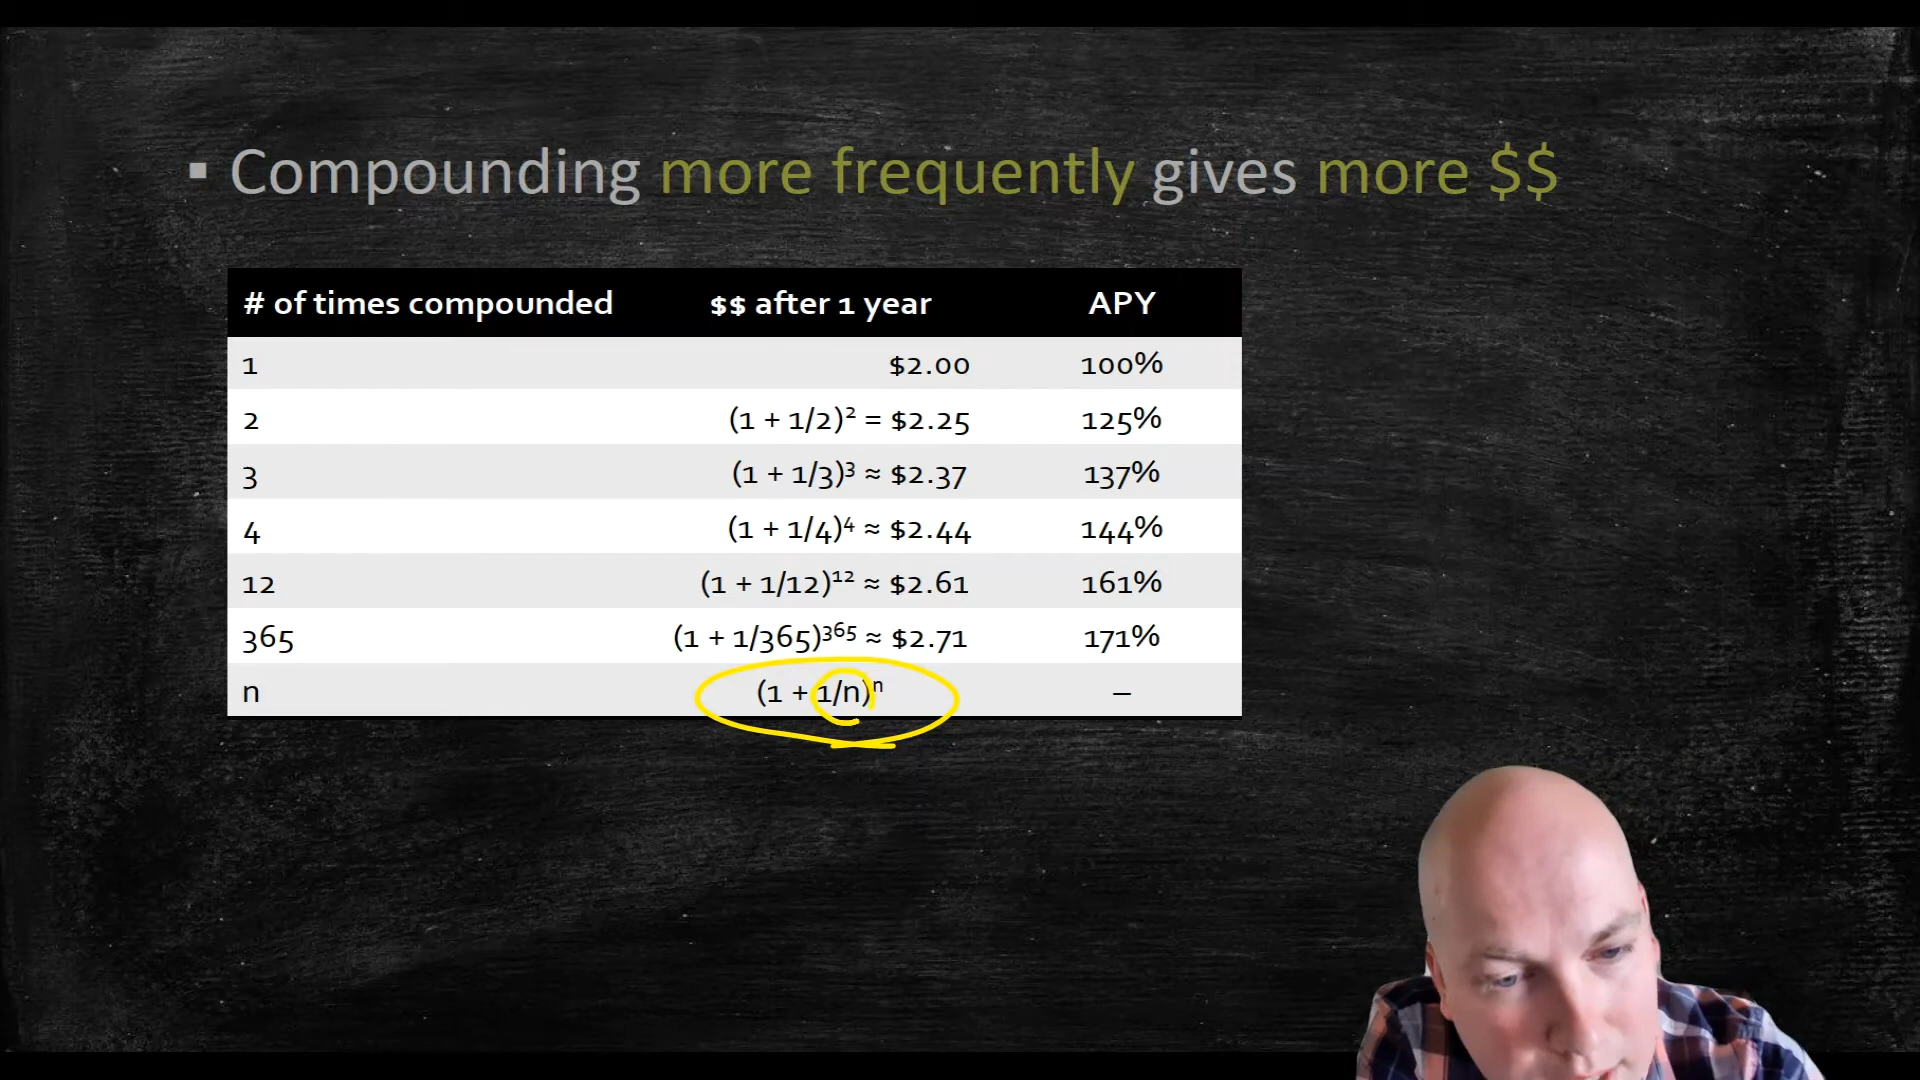 ▪ Compounding more frequently gives more $$
# of times compounded $$ after 1 year APY
1 $2.00 100%
2 (1 + 1/2)² = $2.25 125%
3 (1 + 1/3)³ ≈ $2.37 137%
4 (1 + 1/4)⁴ ≈ $2.44 144%
12 (1 + 1/12)¹² ≈ $2.61 161%
365 (1 + 1/365)³⁶⁵ ≈ $2.71 171%
n (1 + 1/n)ⁿ –